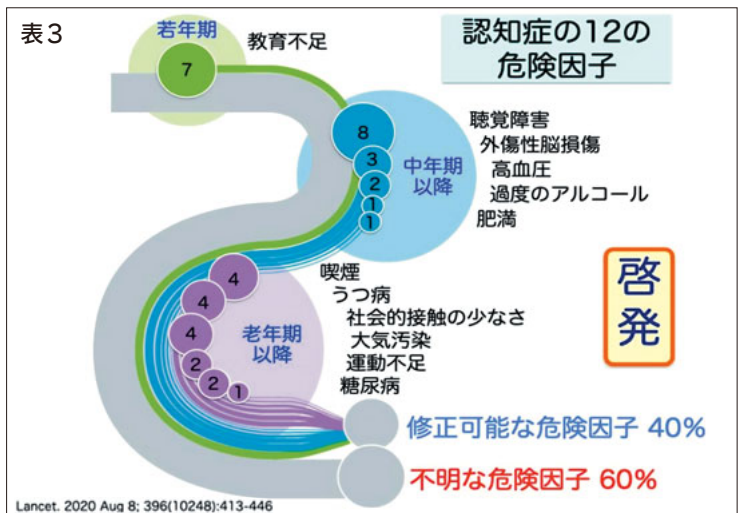 表3
若年期
7
教育不足
認知症の12の
危険因子
8
3
2
1
1
中年期
以降
聴覚障害
外傷性脳損傷
高血圧
過度のアルコール
肥満
4
4
4
2
2
1
老年期
以降
喫煙
うつ病
社会的接触の少なさ
大気汚染
運動不足
糖尿病
啓
発
修正可能な危険因子 40%
不明な危険因子 60%
Lancet. 2020 Aug 8; 396(10248):413-446